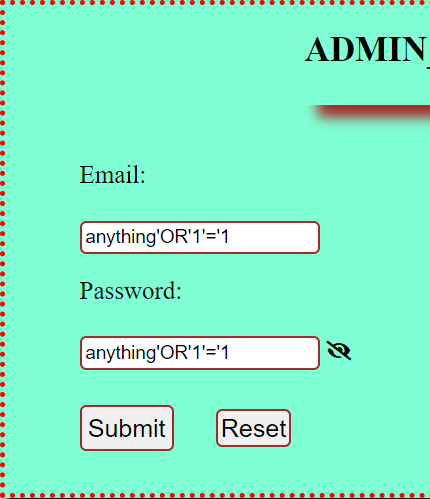 ADMIN_
Email:
anything'OR'1'='1
Password:
anything'OR'1'='1
Submit Reset